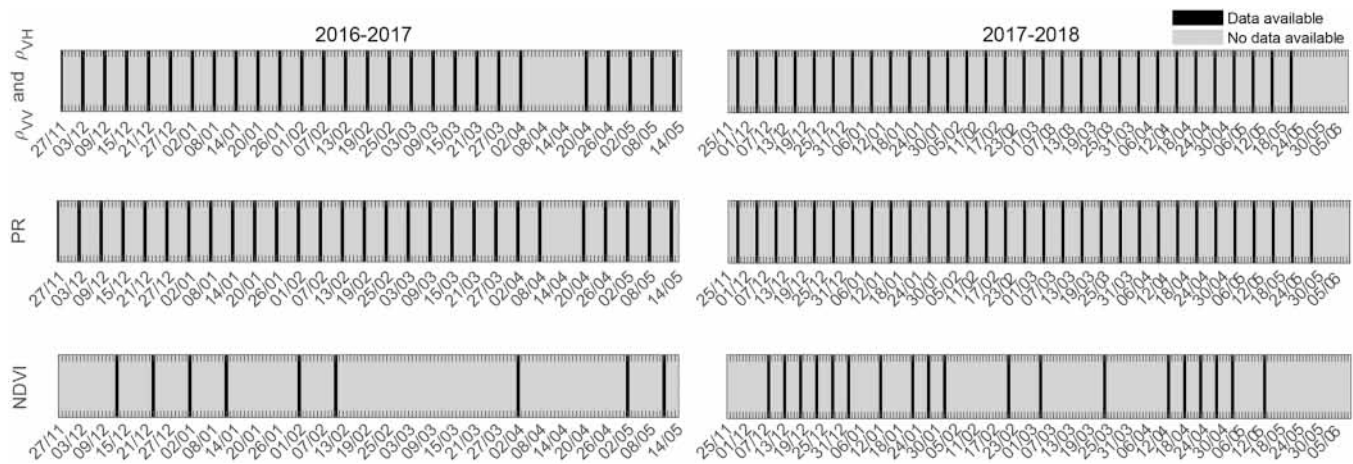 Data available
No data available
2016-2017
2017-2018
ρVV and ρVH
27/11 03/12 09/12 15/12 21/12 27/12 02/01 08/01 14/01 20/01 26/01 01/02 07/02 13/02 19/02 25/02 03/03 09/03 15/03 21/03 27/03 02/04 08/04 14/04 20/04 26/04 02/05 08/05 14/05
25/11 01/12 07/12 13/12 19/12 25/12 31/12 06/01 12/01 18/01 24/01 30/01 05/02 11/02 17/02 23/02 01/03 07/03 13/03 19/03 25/03 31/03 06/04 12/04 18/04 24/04 30/04 06/05 12/05 18/05 24/05 30/05 05/06
PR
27/11 03/12 09/12 15/12 21/12 27/12 02/01 08/01 14/01 20/01 26/01 01/02 07/02 13/02 19/02 25/02 03/03 09/03 15/03 21/03 27/03 02/04 08/04 14/04 20/04 26/04 02/05 08/05 14/05
25/11 01/12 07/12 13/12 19/12 25/12 31/12 06/01 12/01 18/01 24/01 30/01 05/02 11/02 17/02 23/02 01/03 07/03 13/03 19/03 25/03 31/03 06/04 12/04 18/04 24/04 30/04 06/05 12/05 18/05 24/05 30/05 05/06
NDVI
27/11 03/12 09/12 15/12 21/12 27/12 02/01 08/01 14/01 20/01 26/01 01/02 07/02 13/02 19/02 25/02 03/03 09/03 15/03 21/03 27/03 02/04 08/04 14/04 20/04 26/04 02/05 08/05 14/05
25/11 01/12 07/12 13/12 19/12 25/12 31/12 06/01 12/01 18/01 24/01 30/01 05/02 11/02 17/02 23/02 01/03 07/03 13/03 19/03 25/03 31/03 06/04 12/04 18/04 24/04 30/04 06/05 12/05 18/05 24/05 30/05 05/06